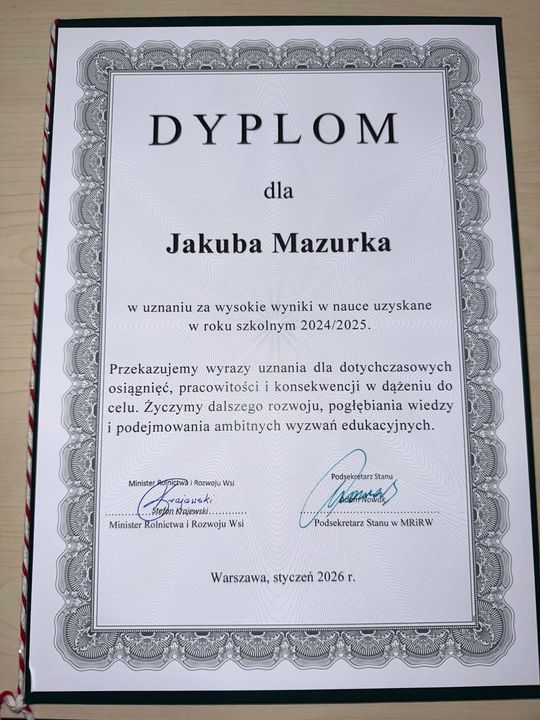 DYPLOM
dla
Jakuba Mazurka
w uznaniu za wysokie wyniki w nauce uzyskane
w roku szkolnym 2024/2025.
Przekazujemy wyrazy uznania dla dotychczasowych
osiągnięć, pracowitości i konsekwencji w dążeniu do
celu. Życzymy dalszego rozwoju, pogłębiania wiedzy
i podejmowania ambitnych wyzwań edukacyjnych.
Minister Rolnictwa i Rozwoju Wsi
Krajewski
Stefan Krajewski
Minister Rolnictwa i Rozwoju Wsi
Podsekretarz Stanu
Nowak
Podsekretarz Stanu w MRiRW
Warszawa, styczeń 2026 r.